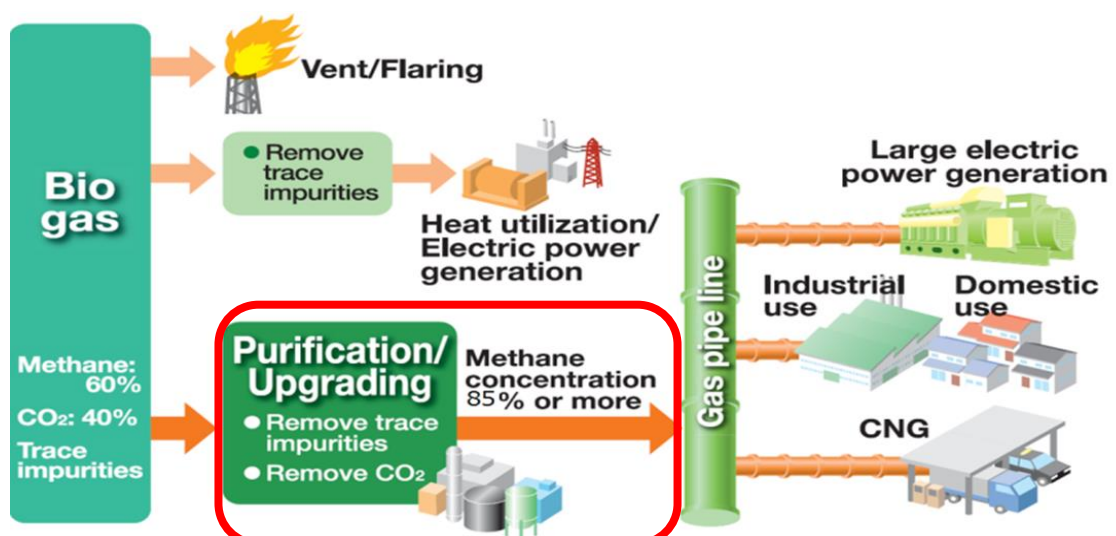 Bio
gas
Methane:
60%
CO₂: 40%
Trace
impurities
Vent/Flaring
● Remove
trace
impurities
Heat utilization/
Electric power
generation
Purification/
Upgrading
● Remove trace
impurities
● Remove CO₂
Methane
concentration
85% or more
Gas pipe line
Large electric
power generation
Industrial
use
Domestic
use
CNG